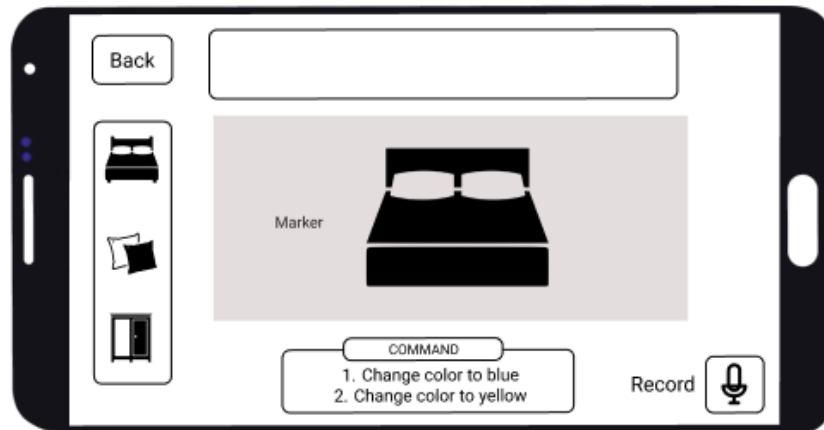 Back
Marker
COMMAND
1. Change color to blue
2. Change color to yellow
Record